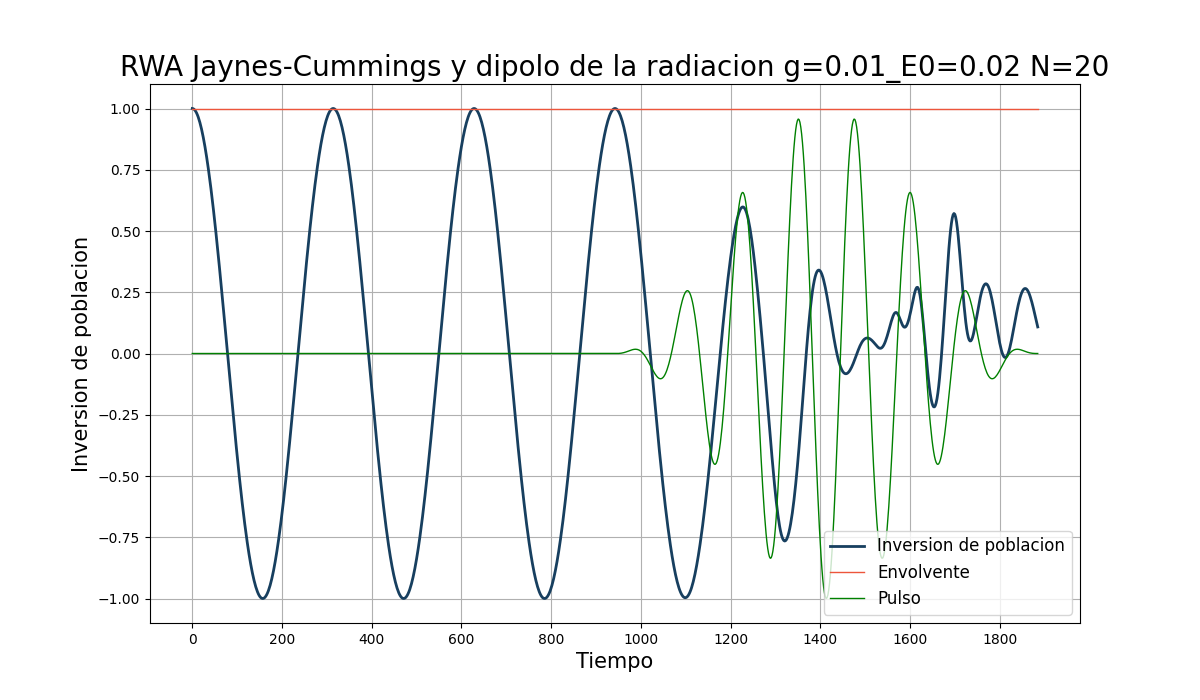 RWA Jaynes-Cummings y dipolo de la radiacion g=0.01_E0=0.02 N=20
Inversion de poblacion
1.00
0.75
0.50
0.25
0.00
−0.25
−0.50
−0.75
−1.00
0 200 400 600 800 1000 1200 1400 1600 1800
Tiempo
Inversion de poblacion
Envolvente
Pulso